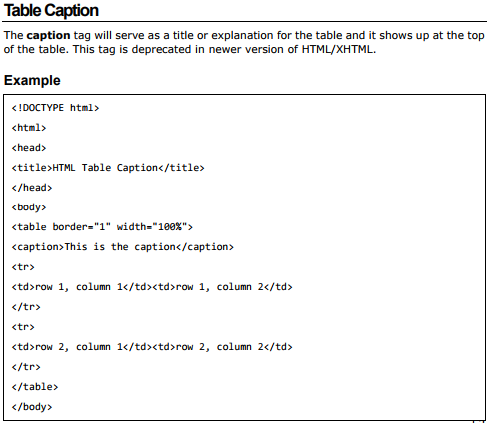 Table Caption
The caption tag will serve as a title or explanation for the table and it shows up at the top
of the table. This tag is deprecated in newer version of HTML/XHTML.
Example
<!DOCTYPE html>
<html>
<head>
<title>HTML Table Caption</title>
</head>
<body>
<table border="1" width="100%">
<caption>This is the caption</caption>
<tr>
<td>row 1, column 1</td><td>row 1, column 2</td>
</tr>
<tr>
<td>row 2, column 1</td><td>row 2, column 2</td>
</tr>
</table>
</body>